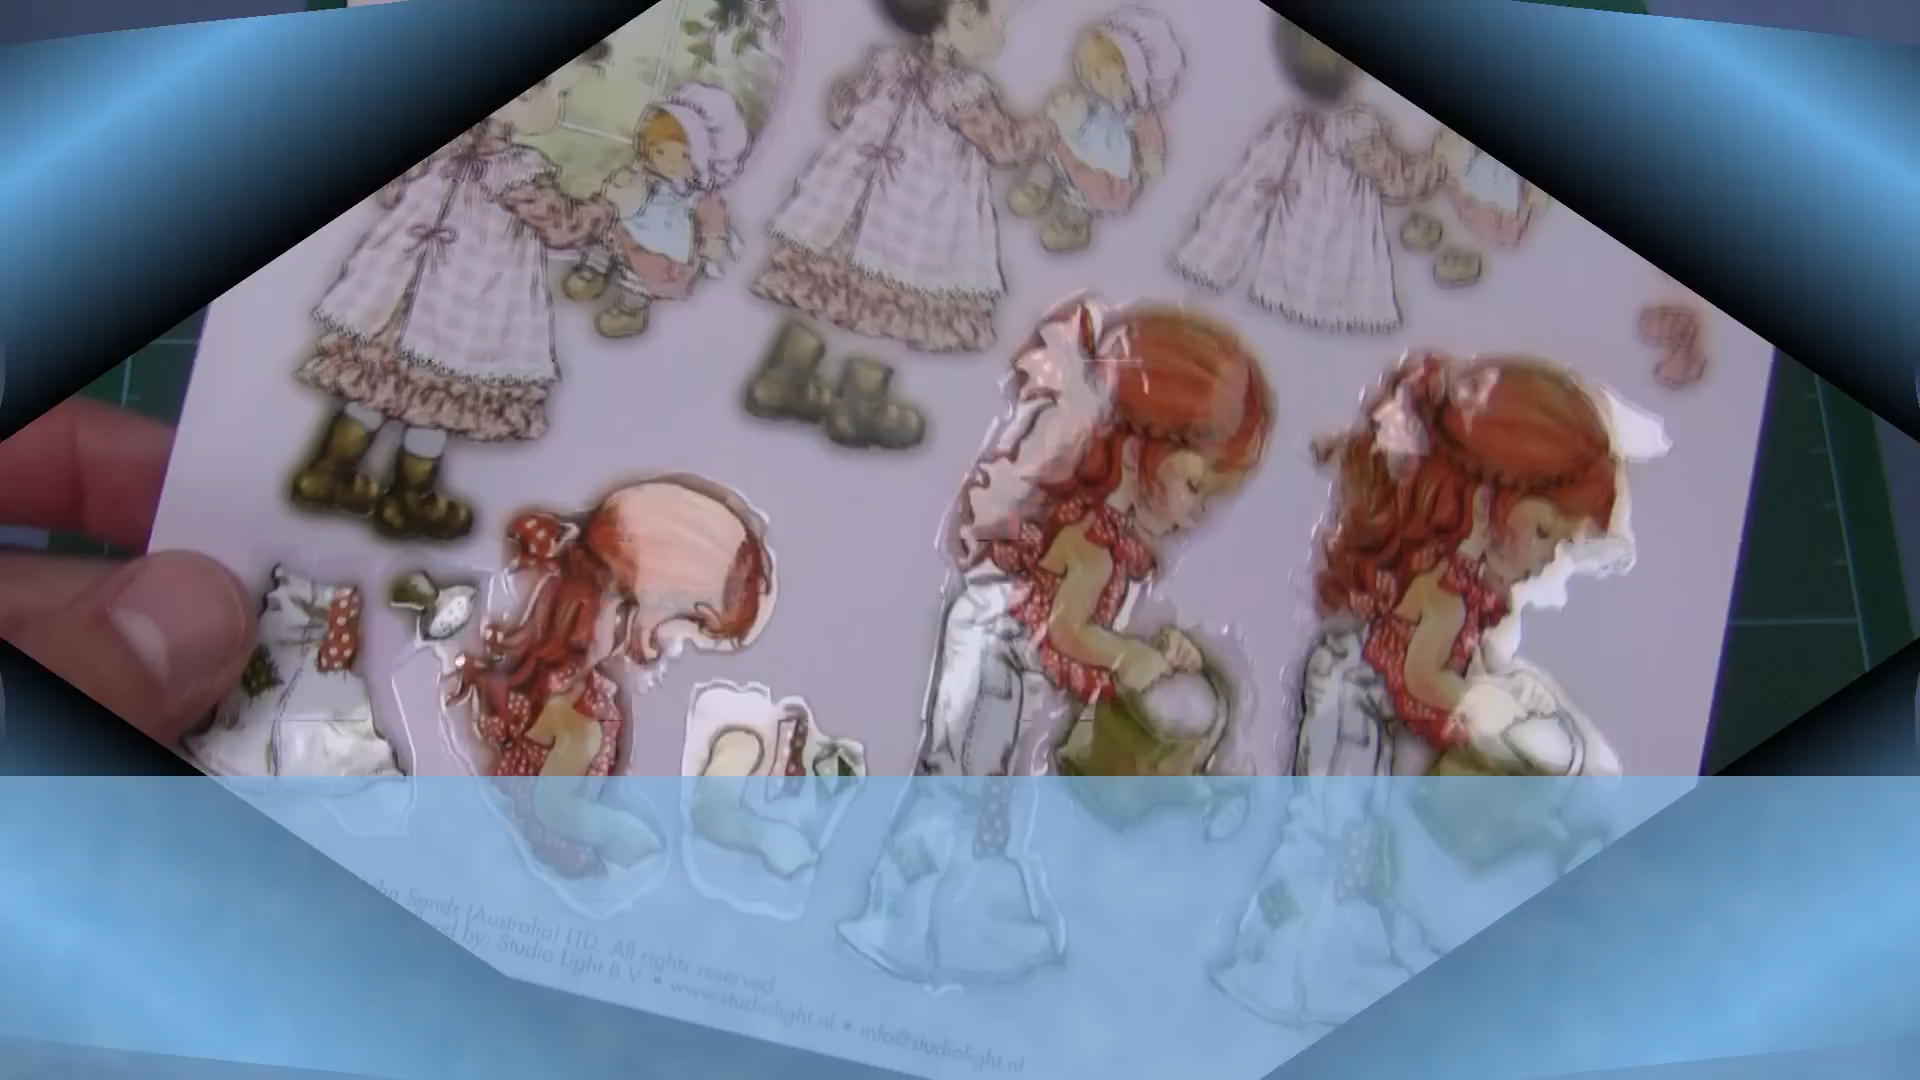 Sands (Australia) LTD. All rights reserved
by: Studio Light B.V. • www.studiolight.nl • info@studiolight.nl